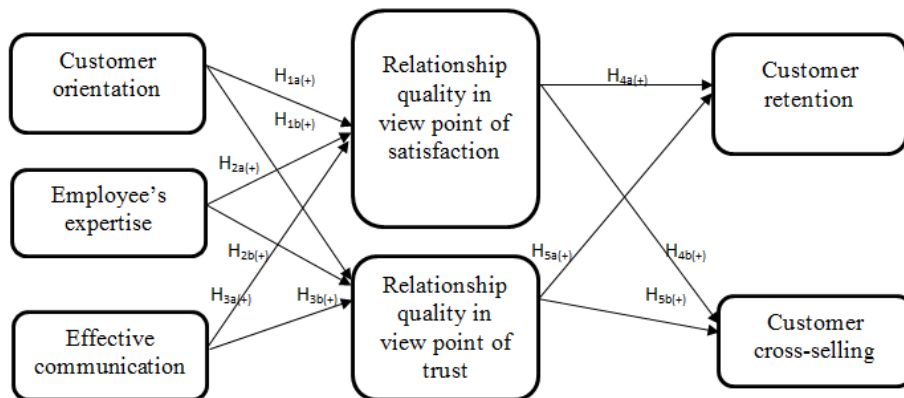 Customer
orientation
Employee’s
expertise
Effective
communication
H1a(+)
H1b(+)
H2a(+)
H2b(+)
H3a(+)
H3b(+)
Relationship
quality in
view point of
satisfaction
Relationship
quality in
view point of
trust
H4a(+)
H5a(+)
H4b(+)
H5b(+)
Customer
retention
Customer
cross-selling